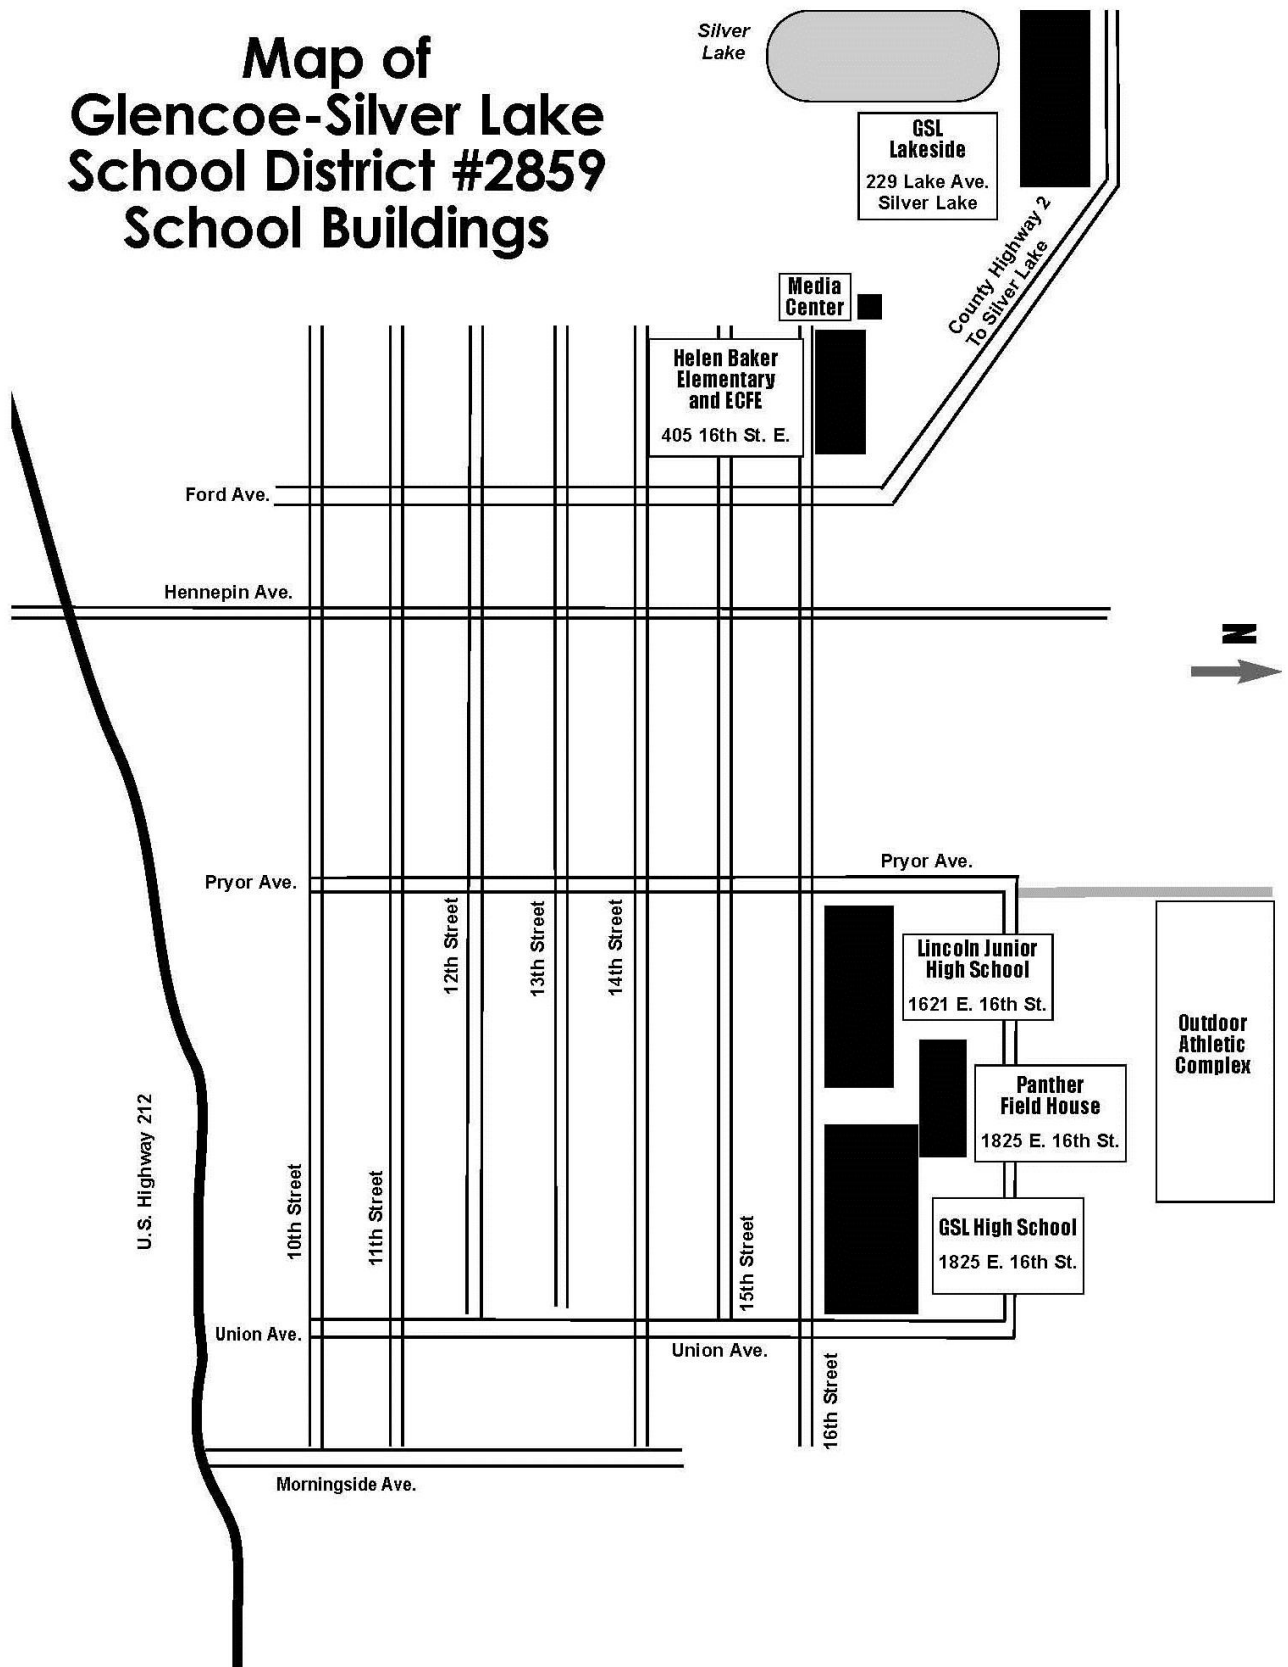 Map of
Glencoe-Silver Lake
School District #2859
School Buildings
Silver
Lake
GSL
Lakeside
229 Lake Ave.
Silver Lake
County Highway 2
To Silver Lake
Media
Center
Helen Baker
Elementary
and ECFE
405 16th St. E.
Ford Ave.
Hennepin Ave.
N
Pryor Ave.
Pryor Ave.
12th Street
13th Street
14th Street
Lincoln Junior
High School
1621 E. 16th St.
Outdoor
Athletic
Complex
Panther
Field House
1825 E. 16th St.
U.S. Highway 212
10th Street
11th Street
15th Street
GSL High School
1825 E. 16th St.
Union Ave.
Union Ave.
16th Street
Morningside Ave.